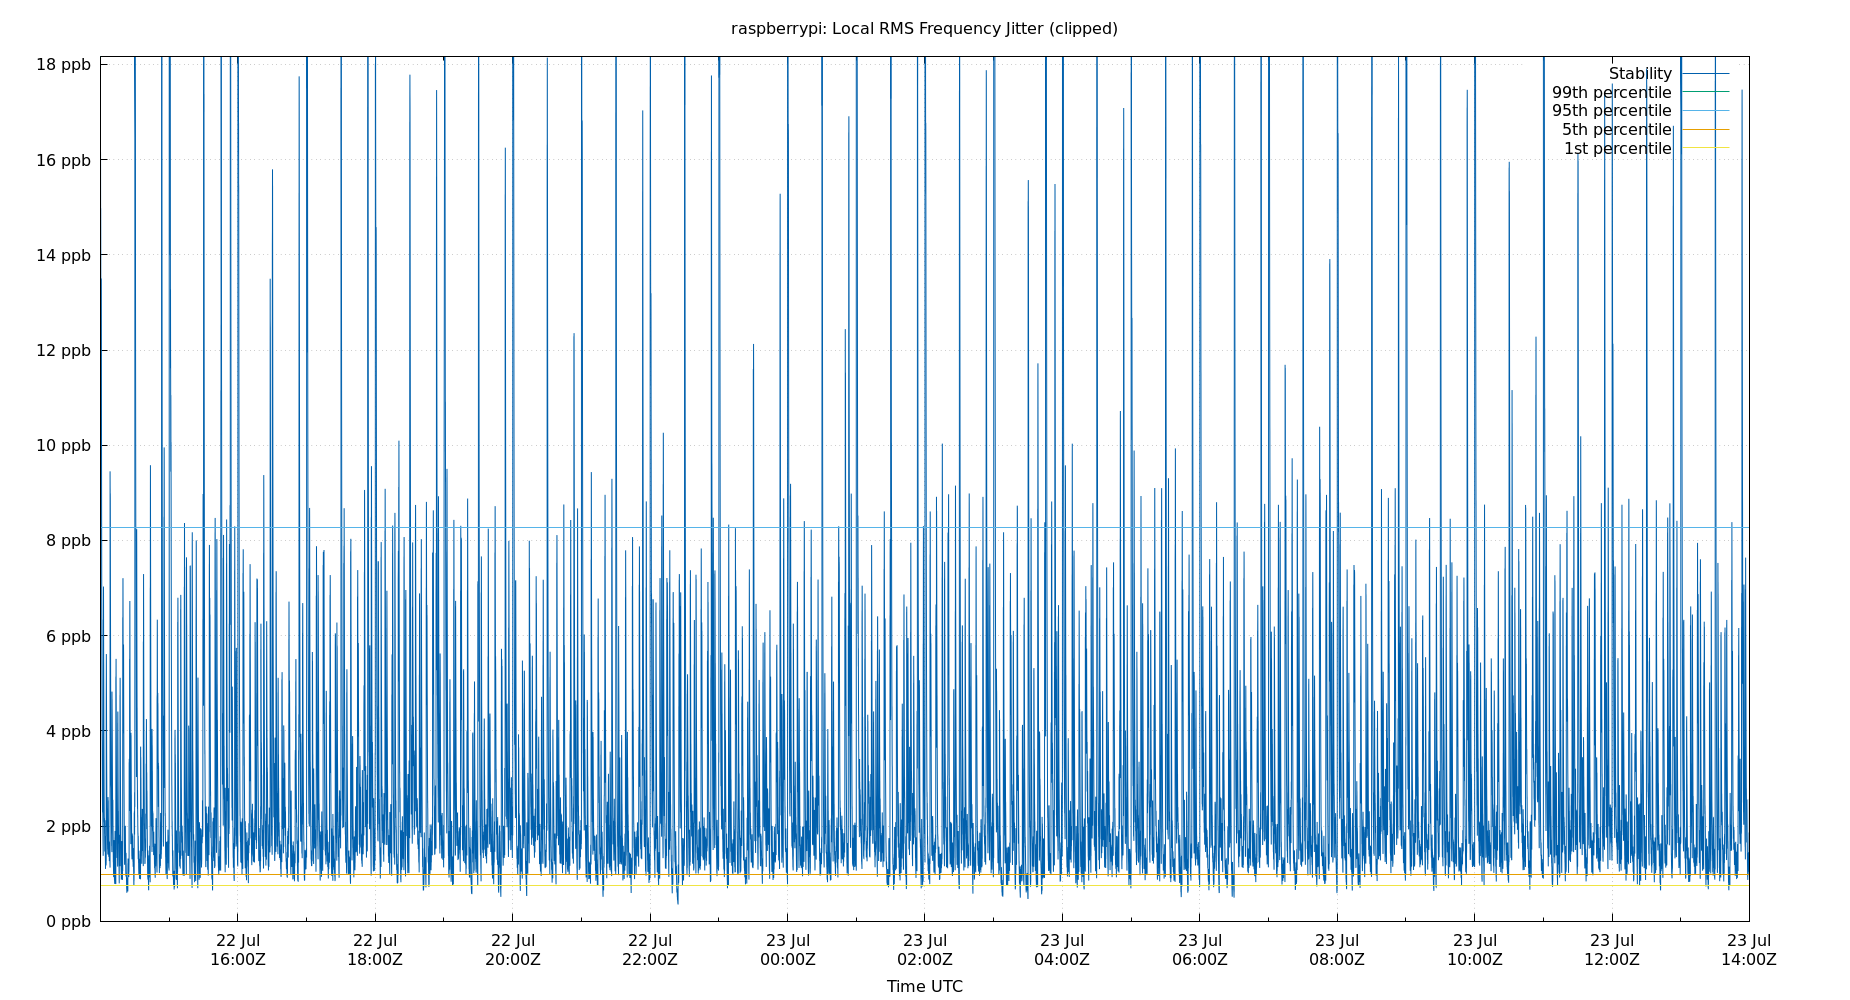 raspberrypi: Local RMS Frequency Jitter (clipped)
18 ppb
16 ppb
14 ppb
12 ppb
10 ppb
8 ppb
6 ppb
4 ppb
2 ppb
0 ppb
Stability
99th percentile
95th percentile
5th percentile
1st percentile
22 Jul 22 Jul 22 Jul 22 Jul 23 Jul 23 Jul 23 Jul 23 Jul 23 Jul 23 Jul 23 Jul 23 Jul
16:00Z 18:00Z 20:00Z 22:00Z 00:00Z 02:00Z 04:00Z 06:00Z 08:00Z 10:00Z 12:00Z 14:00Z
Time UTC